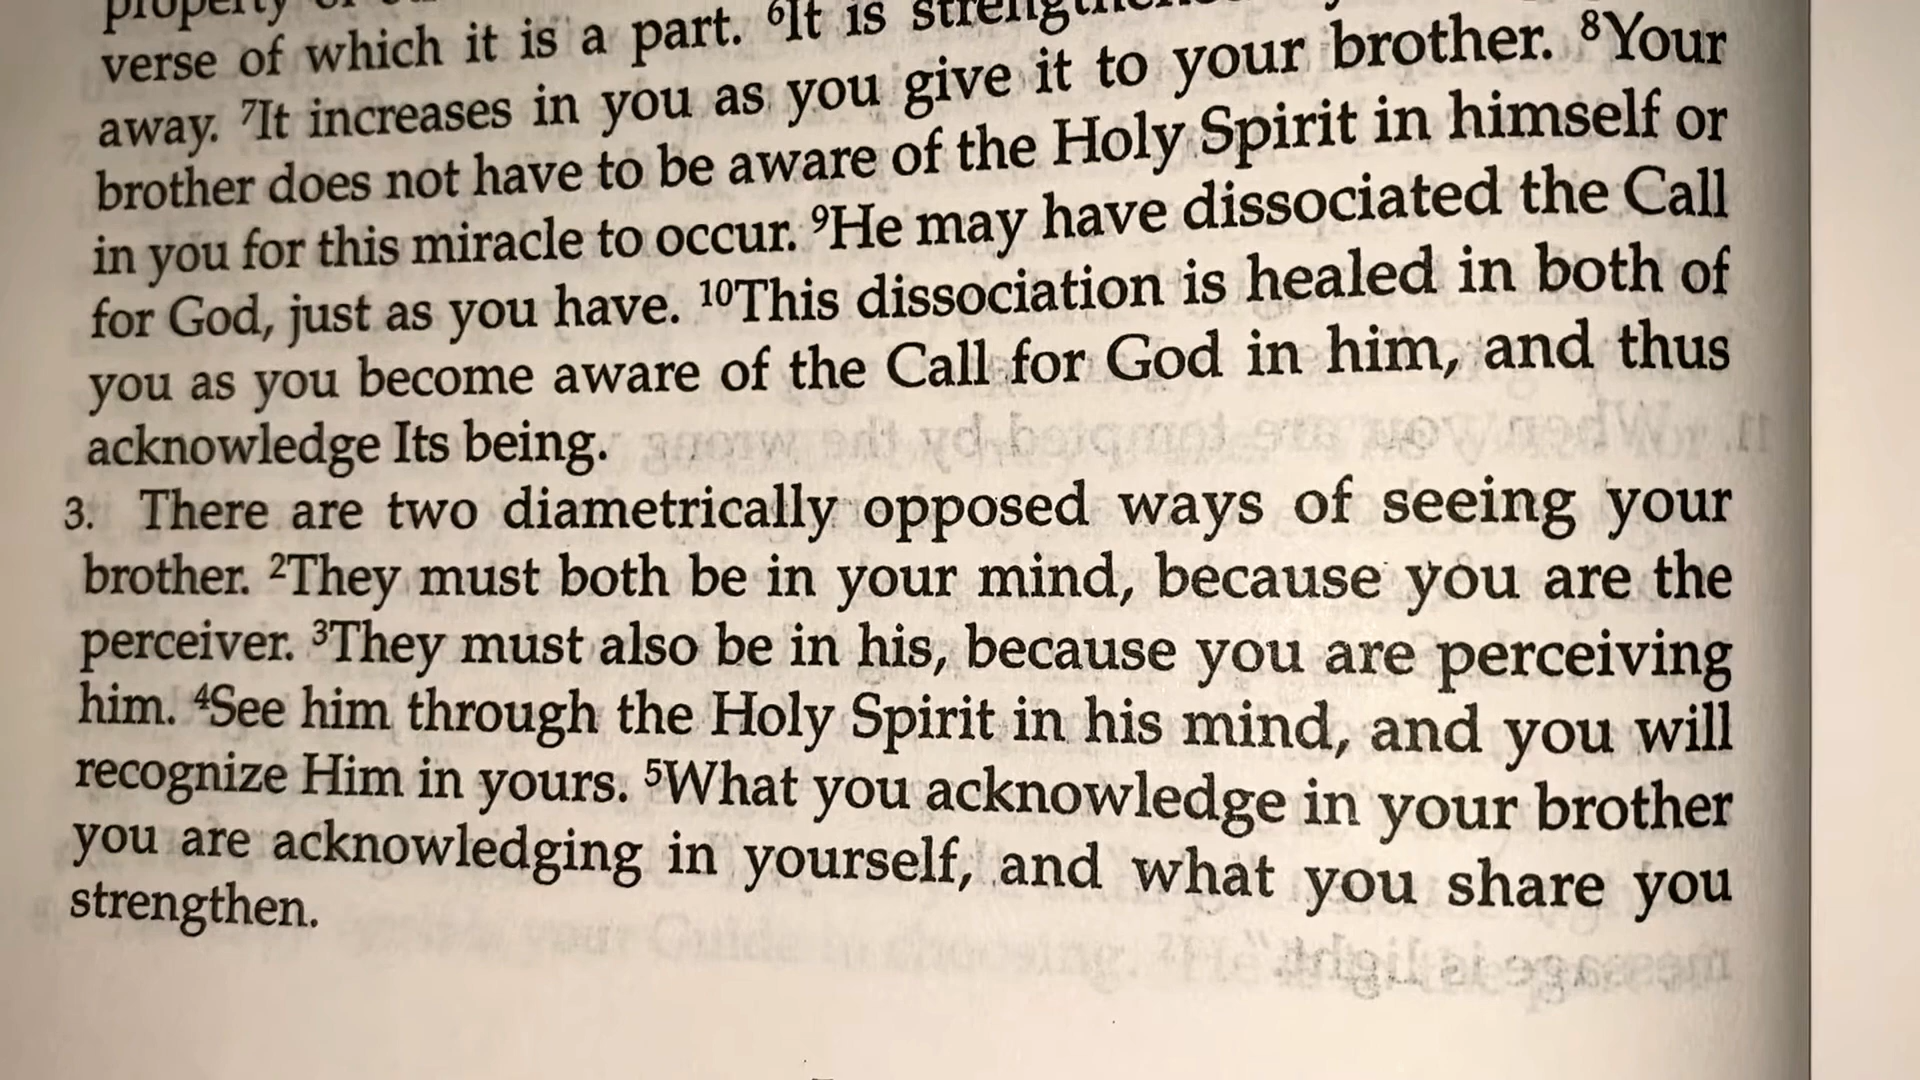 property of
verse of which it is a part. ⁶It is
away. ⁷It increases in you as you give it to your brother. ⁸Your
brother does not have to be aware of the Holy Spirit in himself or
in you for this miracle to occur. ⁹He may have dissociated the Call
for God, just as you have. ¹⁰This dissociation is healed in both of
you as you become aware of the Call for God in him, and thus
acknowledge Its being.
3. There are two diametrically opposed ways of seeing your
brother. ²They must both be in your mind, because you are the
perceiver. ³They must also be in his, because you are perceiving
him. ⁴See him through the Holy Spirit in his mind, and you will
recognize Him in yours. ⁵What you acknowledge in your brother
you are acknowledging in yourself, and what you share you
strengthen.